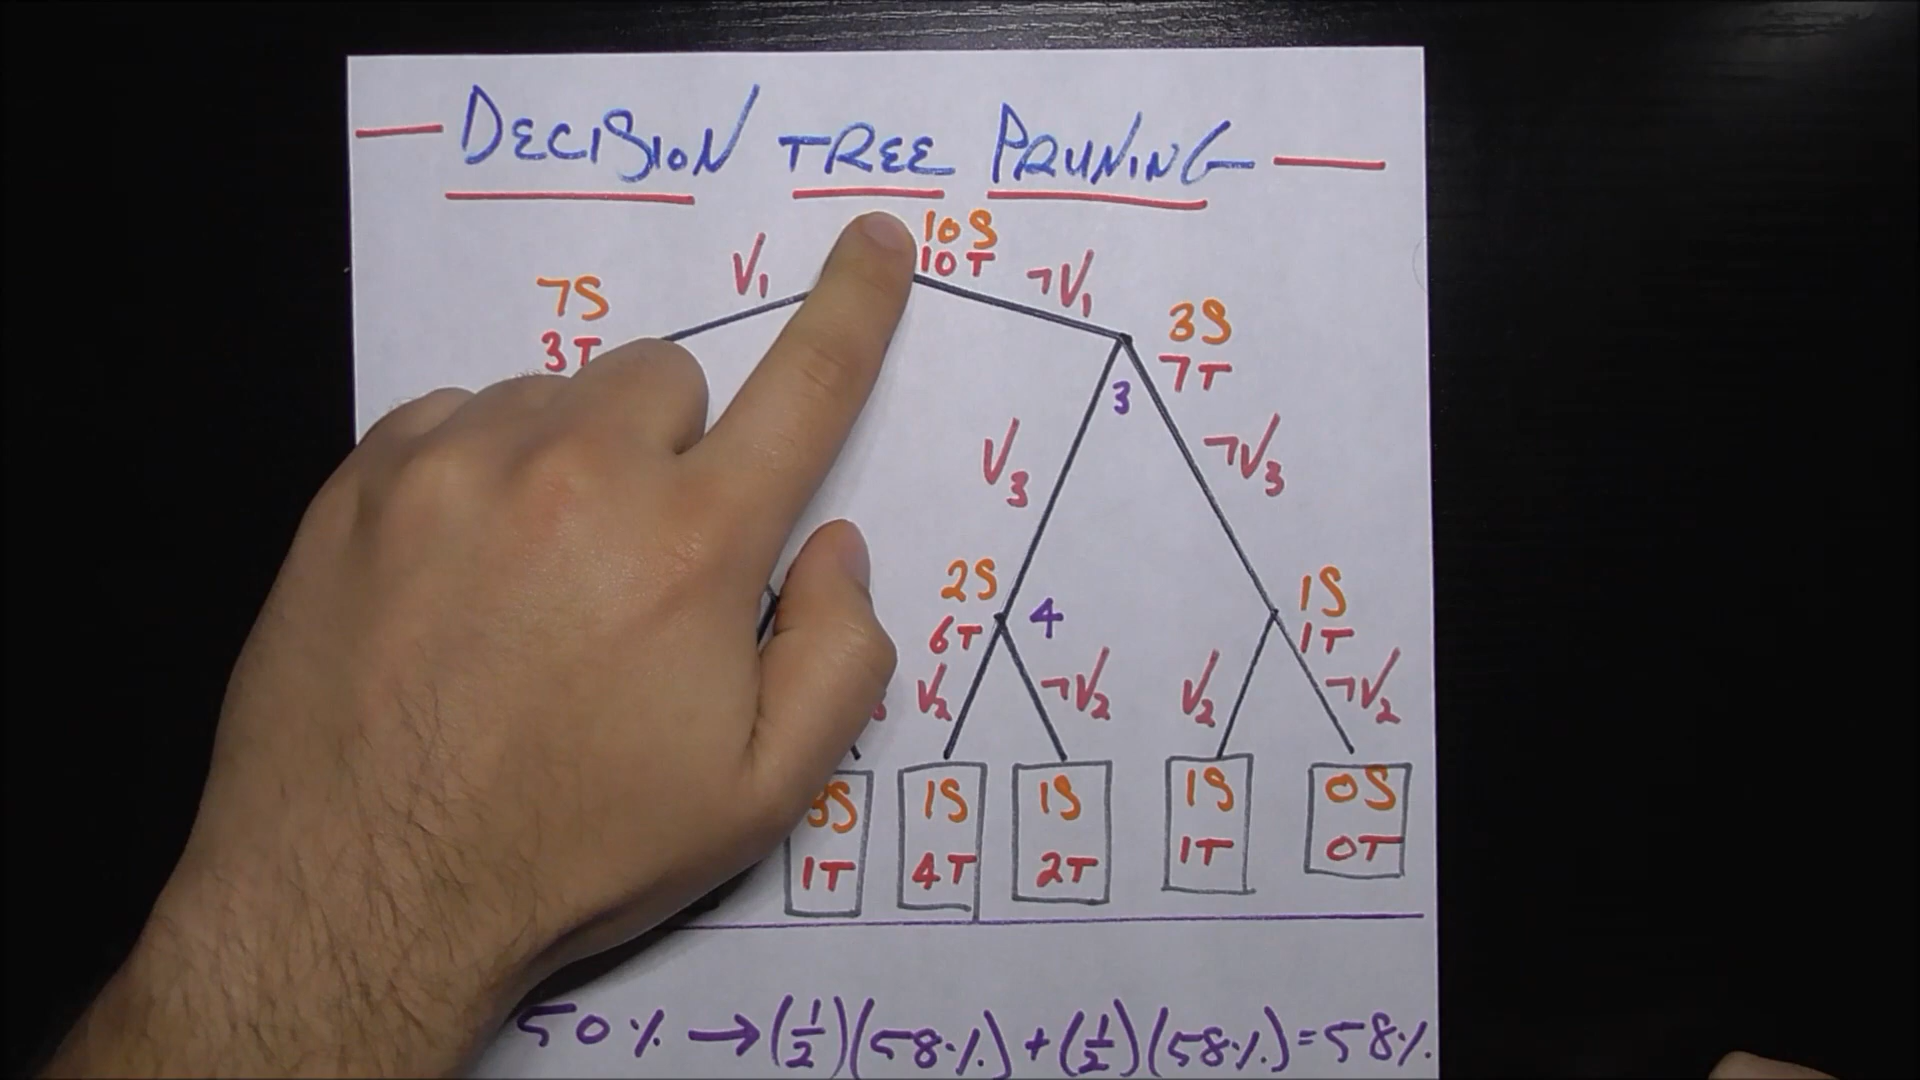 DECISION TREE PRUNING
10S
10T
V1
¬V1
7S
3T
3S
7T
3
V3
¬V3
2S
6T
4
1S
1T
V2
¬V2
V2
¬V2
3S
1T
1S
4T
1S
2T
1S
1T
0S
0T
50% → (1/2)(58%) + (1/2)(58%) = 58%